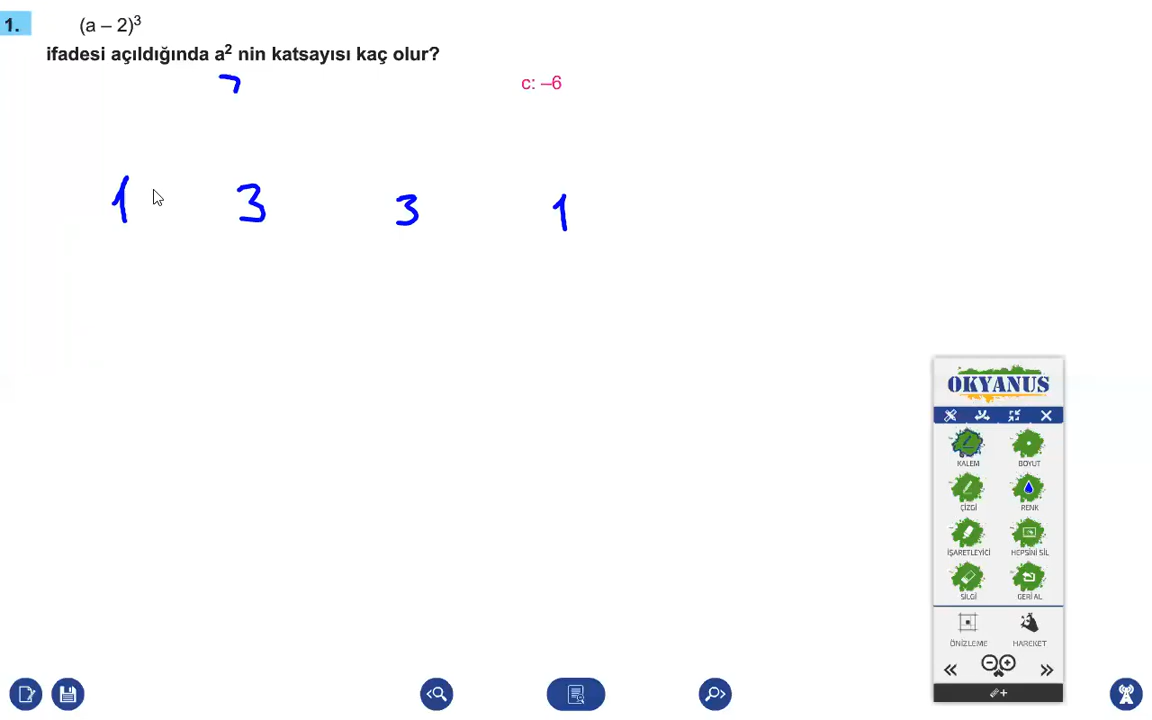 1. (a – 2)³
ifadesi açıldığında a² nin katsayısı kaç olur?
c: –6
1 3 3 1
OKYANUS
KALEM BOYUT
ÇİZGİ RENK
İŞARETLEYİCİ HEPSİNİ SİL
SİLGİ GERİ AL
ÖNİZLEME HAREKET